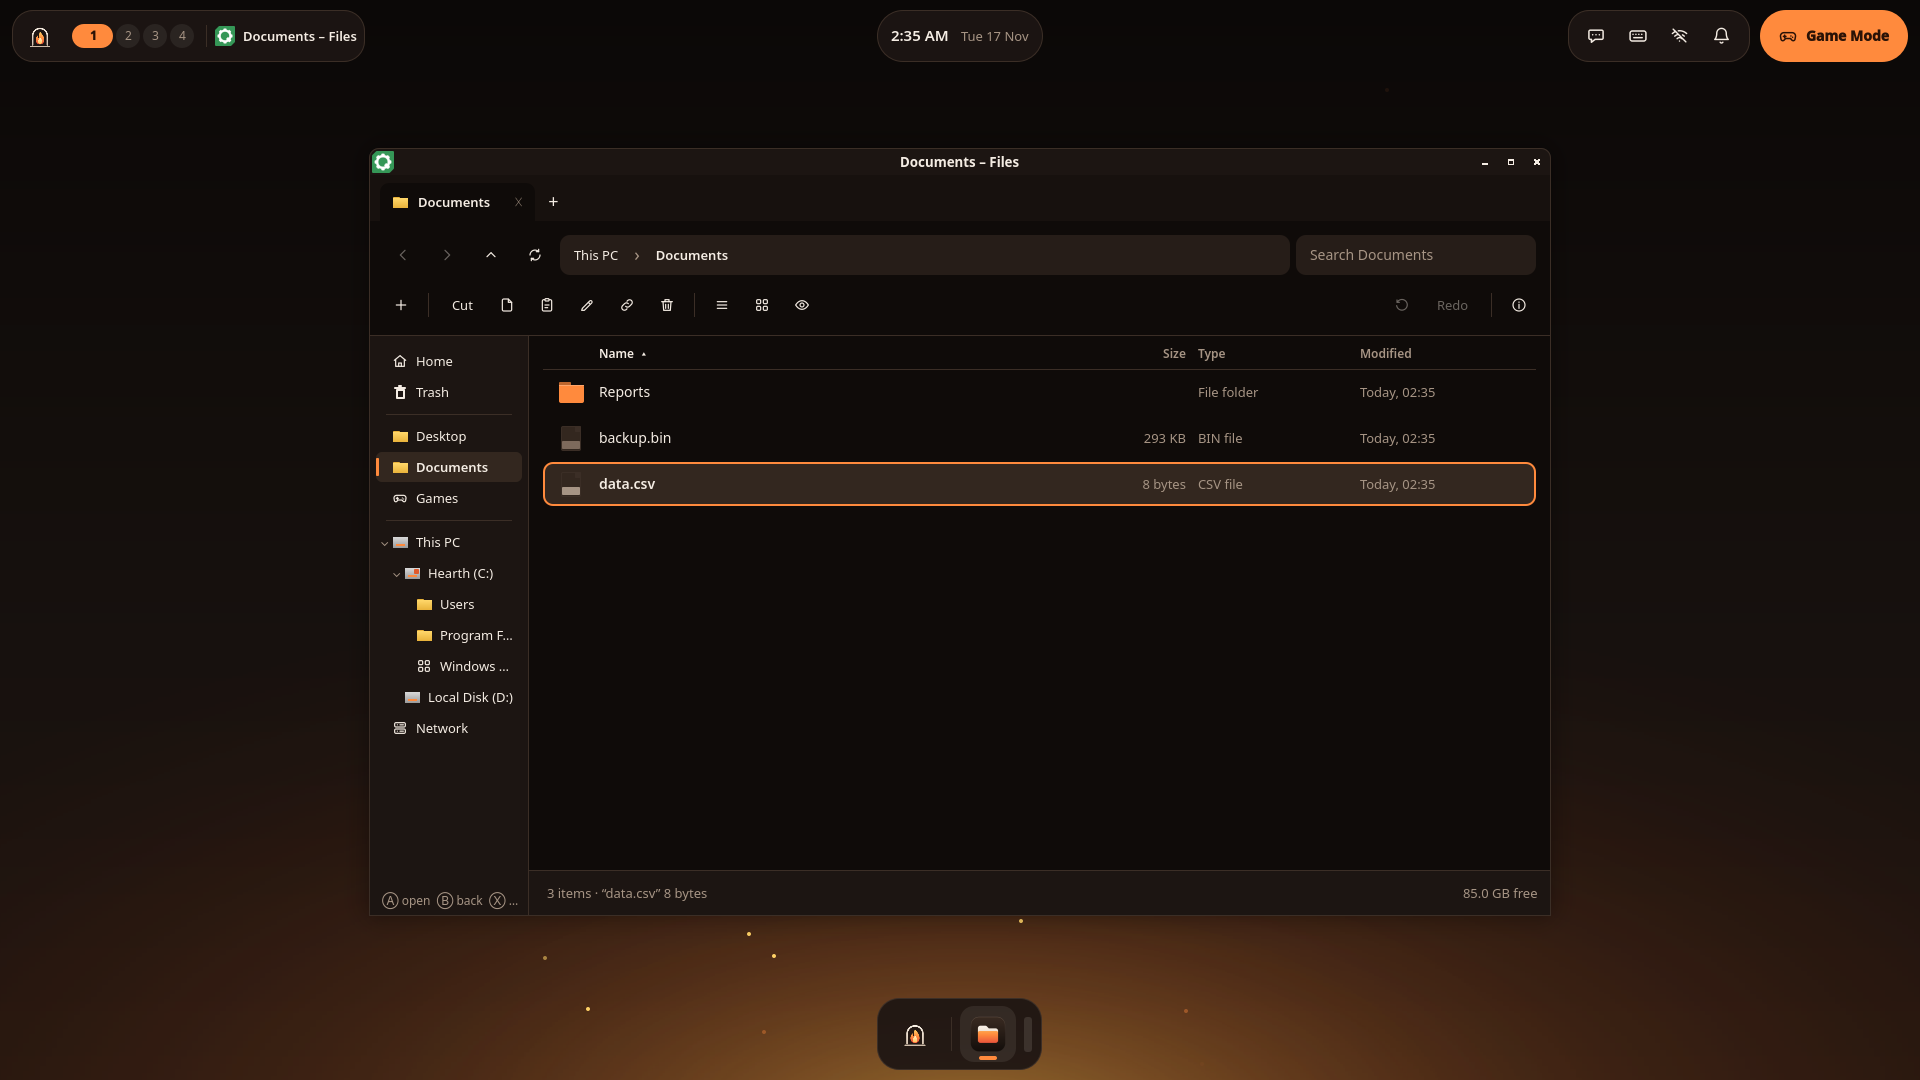 1 2 3 4 Documents – Files
2:35 AM Tue 17 Nov
Game Mode
Documents – Files
Documents X +
This PC › Documents
Search Documents
Cut
Redo
Name Size Type Modified
Reports File folder Today, 02:35
backup.bin 293 KB BIN file Today, 02:35
data.csv 8 bytes CSV file Today, 02:35
Home
Trash
Desktop
Documents
Games
This PC
Hearth (C:)
Users
Program F...
Windows ...
Local Disk (D:)
Network
A open B back X ...
3 items · “data.csv” 8 bytes
85.0 GB free